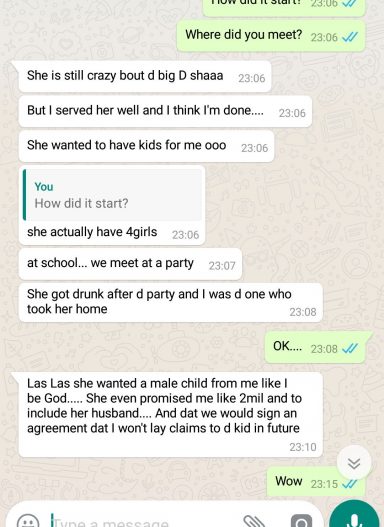 How did it start? 23:06
Where did you meet? 23:06
She is still crazy bout d big D shaaa 23:06
But I served her well and I think I'm done.... 23:06
She wanted to have kids for me ooo 23:06
You
How did it start?
she actually have 4girls 23:06
at school... we meet at a party 23:07
She got drunk after d party and I was d one who
took her home 23:08
OK.... 23:08
Las Las she wanted a male child from me like I
be God..... She even promised me like 2mil and to
include her husband.... And dat we would sign an
agreement dat I won't lay claims to d kid in future
23:10
Wow 23:15
Type a message